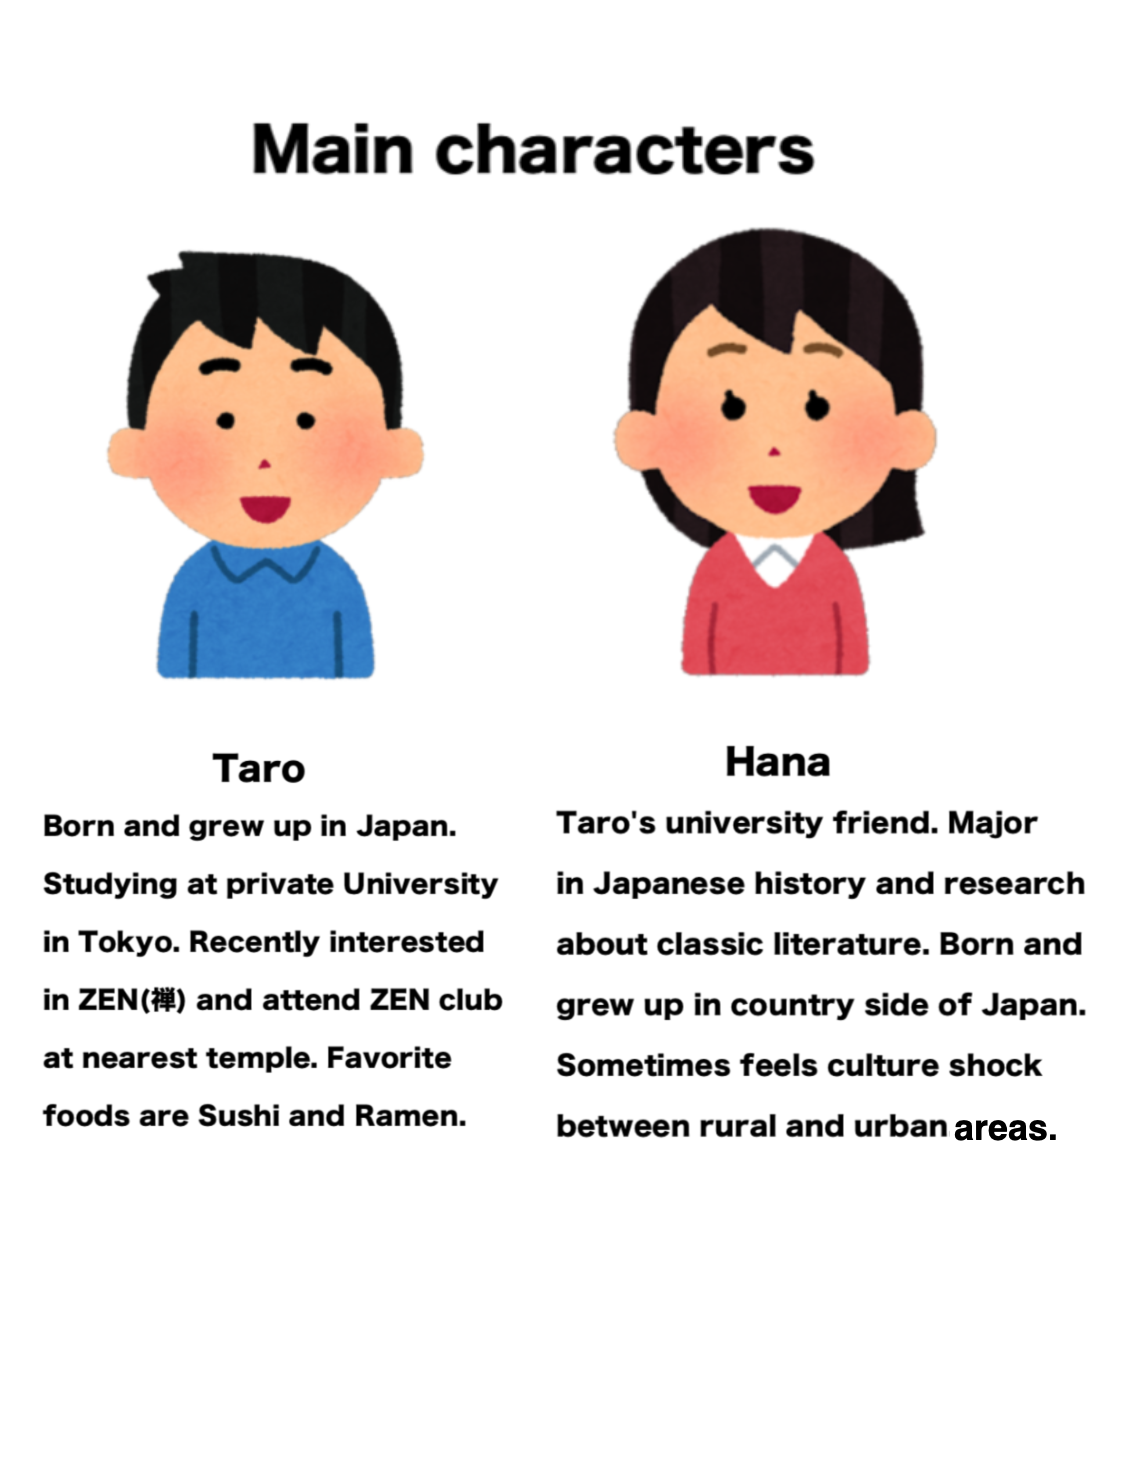 Main characters
Taro
Born and grew up in Japan.
Studying at private University
in Tokyo. Recently interested
in ZEN(禅) and attend ZEN club
at nearest temple. Favorite
foods are Sushi and Ramen.
Hana
Taro's university friend. Major
in Japanese history and research
about classic literature. Born and
grew up in country side of Japan.
Sometimes feels culture shock
between rural and urban areas.